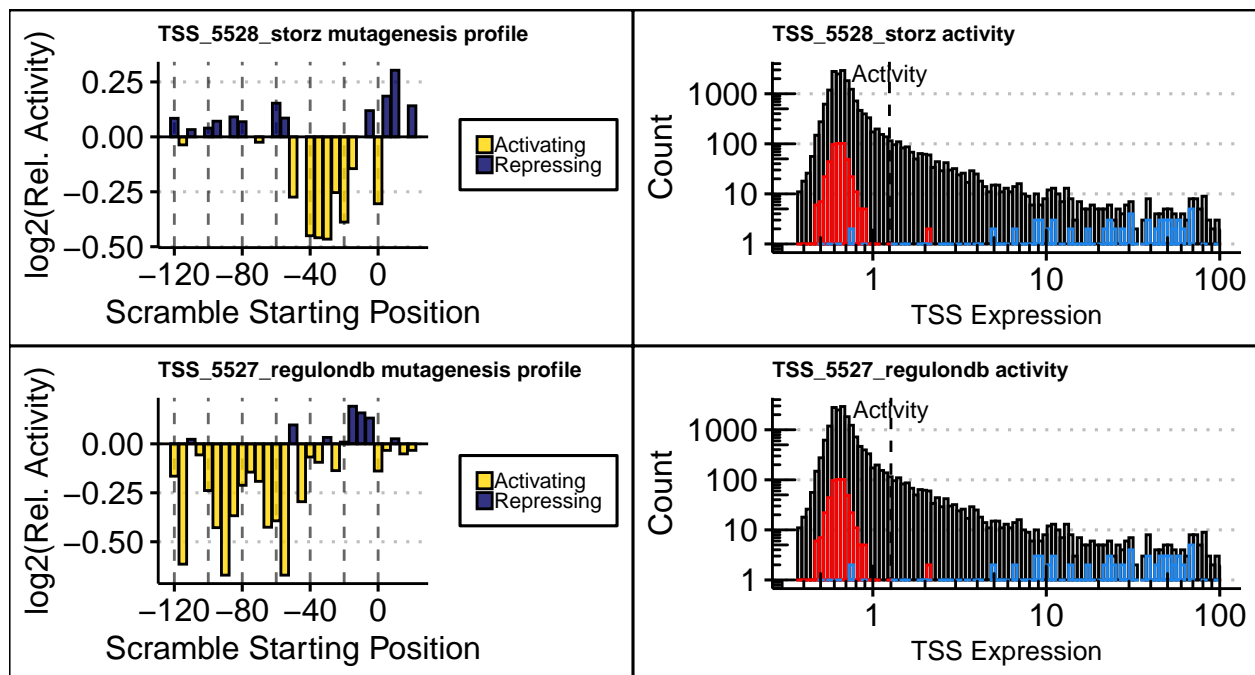 TSS_5528_storz mutagenesis profile
log2(Rel. Activity)
0.25
0.00
−0.25
−0.50
−120
−80
−40
0
Scramble Starting Position
Activating
Repressing
TSS_5528_storz activity
Activity
Count
1000
100
10
1
1
10
100
TSS Expression
TSS_5527_regulondb mutagenesis profile
log2(Rel. Activity)
0.00
−0.25
−0.50
−120
−80
−40
0
Scramble Starting Position
Activating
Repressing
TSS_5527_regulondb activity
Activity
Count
1000
100
10
1
1
10
100
TSS Expression